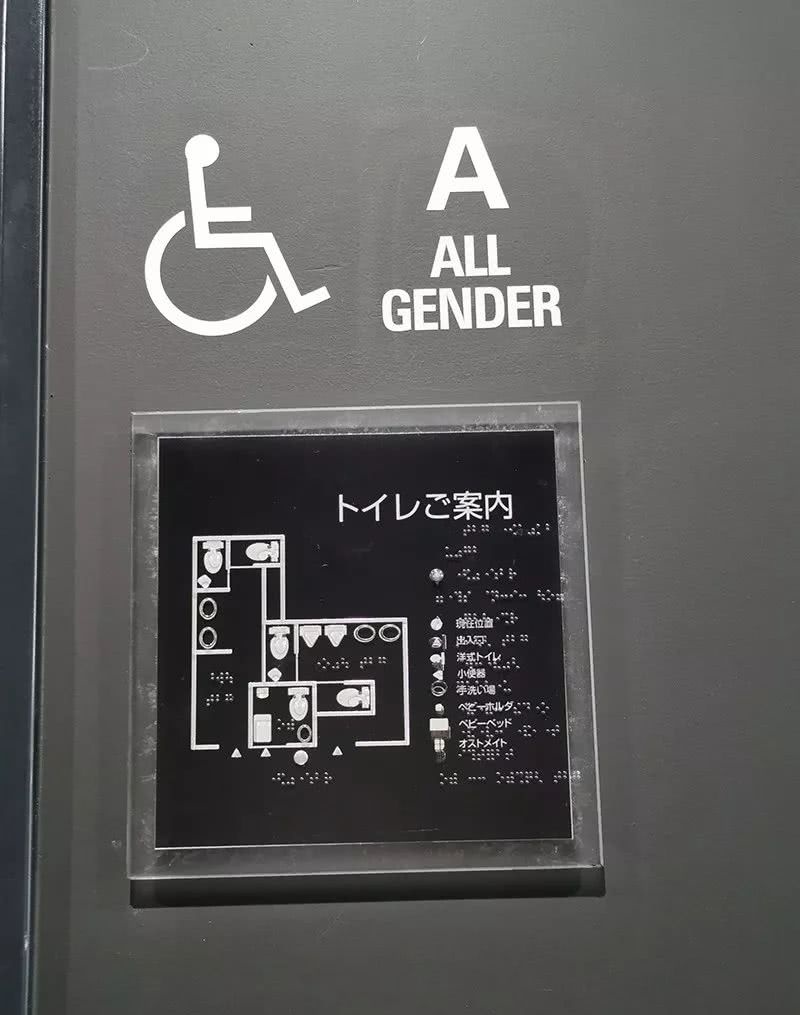 A
ALL
GENDER
トイレご案内
現在位置
出入口
洋式トイレ
小便器
手洗い場
ベビーホルダー
ベビーベッド
オストメイト